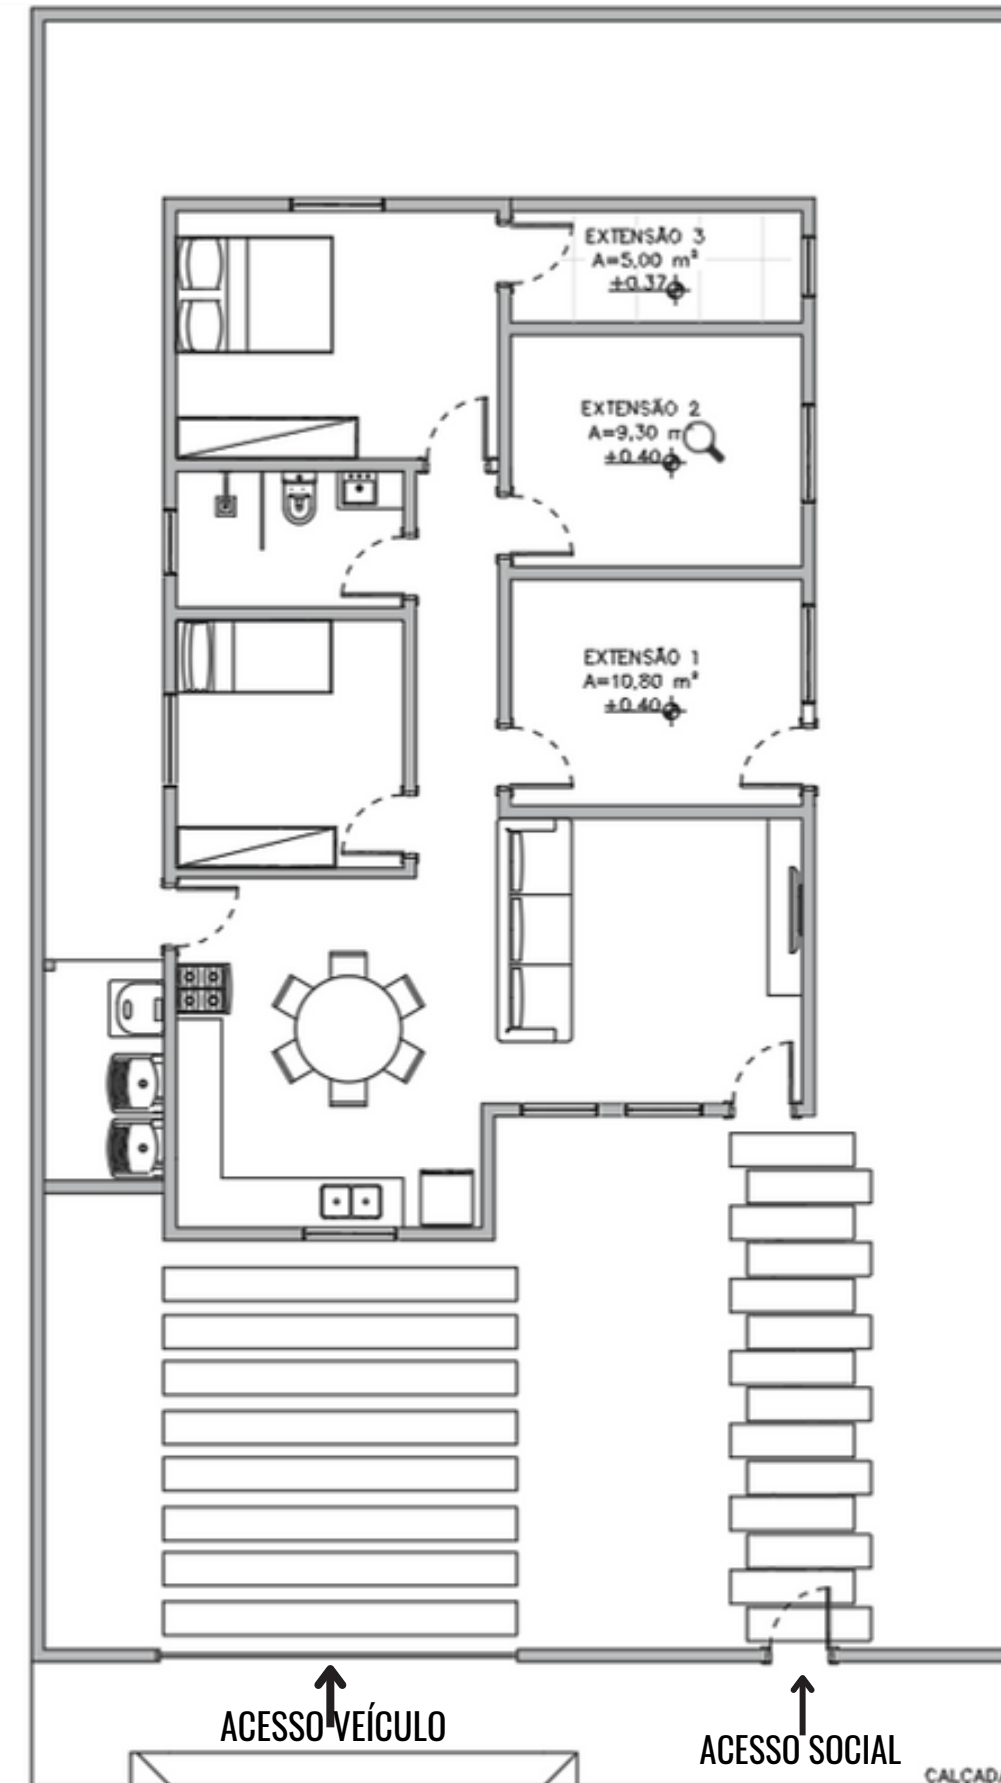 EXTENSÃO 3
A=5,00 m²
+0.37
EXTENSÃO 2
A=9,30 m
+0.40
EXTENSÃO 1
A=10,80 m²
+0.40
ACESSO VEÍCULO
ACESSO SOCIAL
CALÇADA